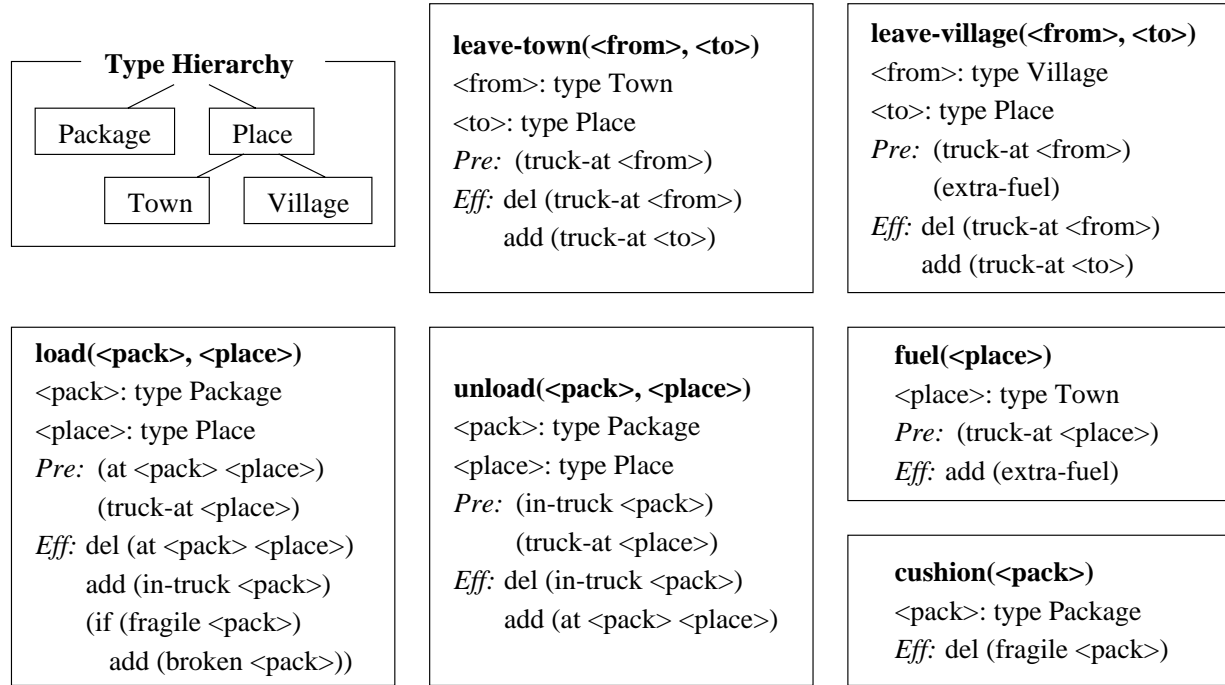 Type Hierarchy
Package
Place
Town
Village
leave-town(<from>, <to>)
<from>: type Town
<to>: type Place
Pre: (truck-at <from>)
Eff: del (truck-at <from>)
add (truck-at <to>)
leave-village(<from>, <to>)
<from>: type Village
<to>: type Place
Pre: (truck-at <from>)
(extra-fuel)
Eff: del (truck-at <from>)
add (truck-at <to>)
load(<pack>, <place>)
<pack>: type Package
<place>: type Place
Pre: (at <pack> <place>)
(truck-at <place>)
Eff: del (at <pack> <place>)
add (in-truck <pack>)
(if (fragile <pack>)
add (broken <pack>))
unload(<pack>, <place>)
<pack>: type Package
<place>: type Place
Pre: (in-truck <pack>)
(truck-at <place>)
Eff: del (in-truck <pack>)
add (at <pack> <place>)
fuel(<place>)
<place>: type Town
Pre: (truck-at <place>)
Eff: add (extra-fuel)
cushion(<pack>)
<pack>: type Package
Eff: del (fragile <pack>)